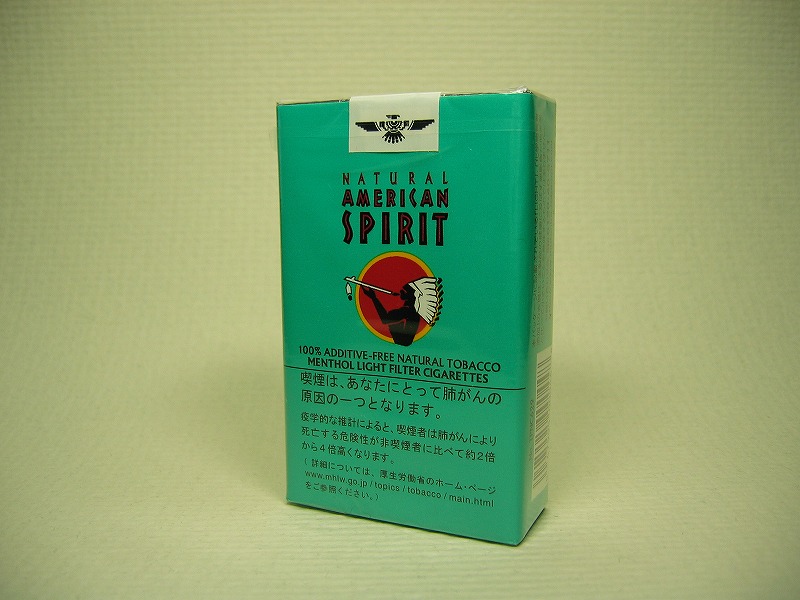 NATURAL
AMERICAN
SPIRIT
100% ADDITIVE-FREE NATURAL TOBACCO
MENTHOL LIGHT FILTER CIGARETTES
喫煙は、あなたにとって肺がんの
原因の一つとなります。
疫学的な推計によると、喫煙者は肺がんにより
死亡する危険性が非喫煙者に比べて約2倍
から4倍高くなります。
(詳細については、厚生労働省のホーム・ページ
www.mhlw.go.jp/topics/tobacco/main.html
をご参照ください。)